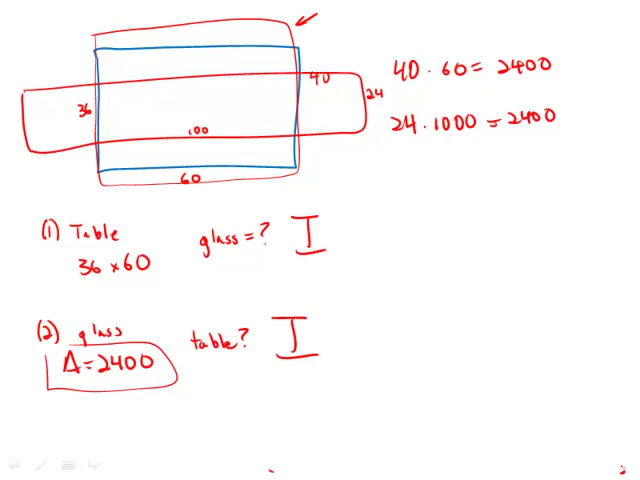 40
24
36
100
60
40 · 60 = 2400
24 · 1000 = 2400
(1) Table glass = ? I
36 x 60
(2) glass table? I
A = 2400